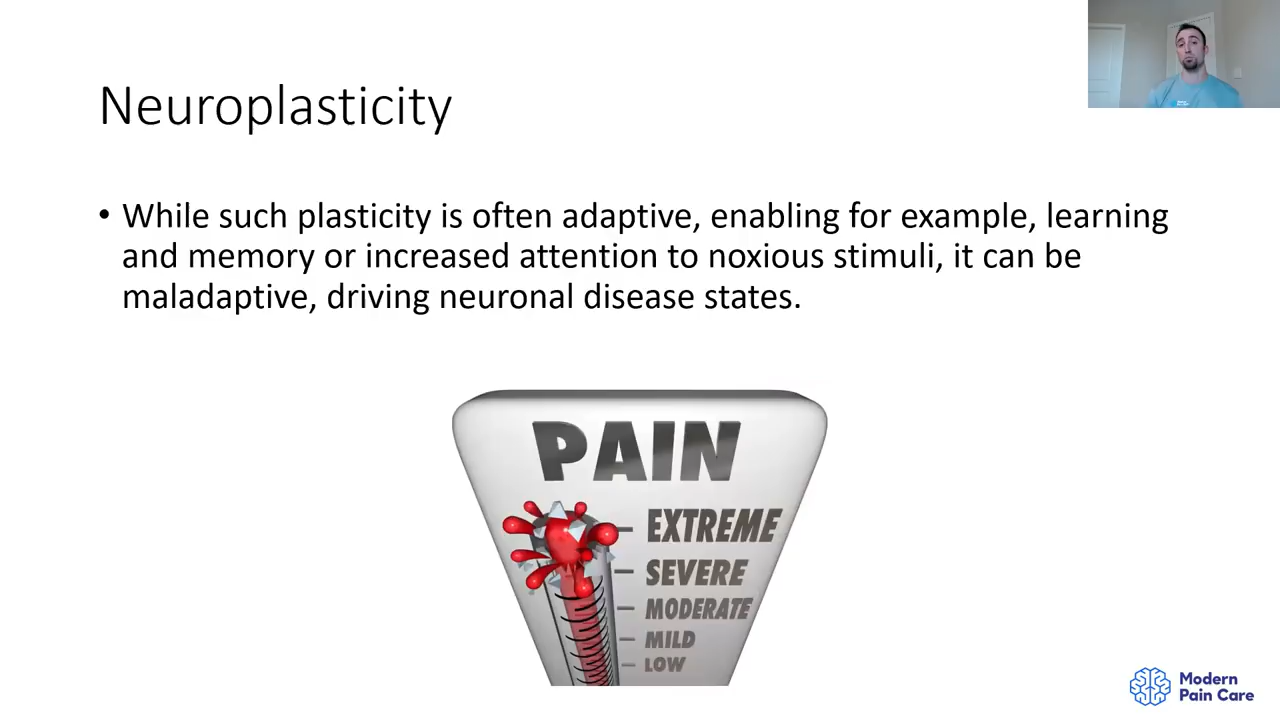 Neuroplasticity
• While such plasticity is often adaptive, enabling for example, learning
and memory or increased attention to noxious stimuli, it can be
maladaptive, driving neuronal disease states.
PAIN
EXTREME
SEVERE
MODERATE
MILD
LOW
Modern
Pain Care